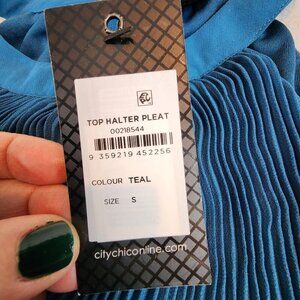 TOP HALTER PLEAT
00218544
9 359219 452256
COLOUR TEAL
SIZE S
citychiconline.com